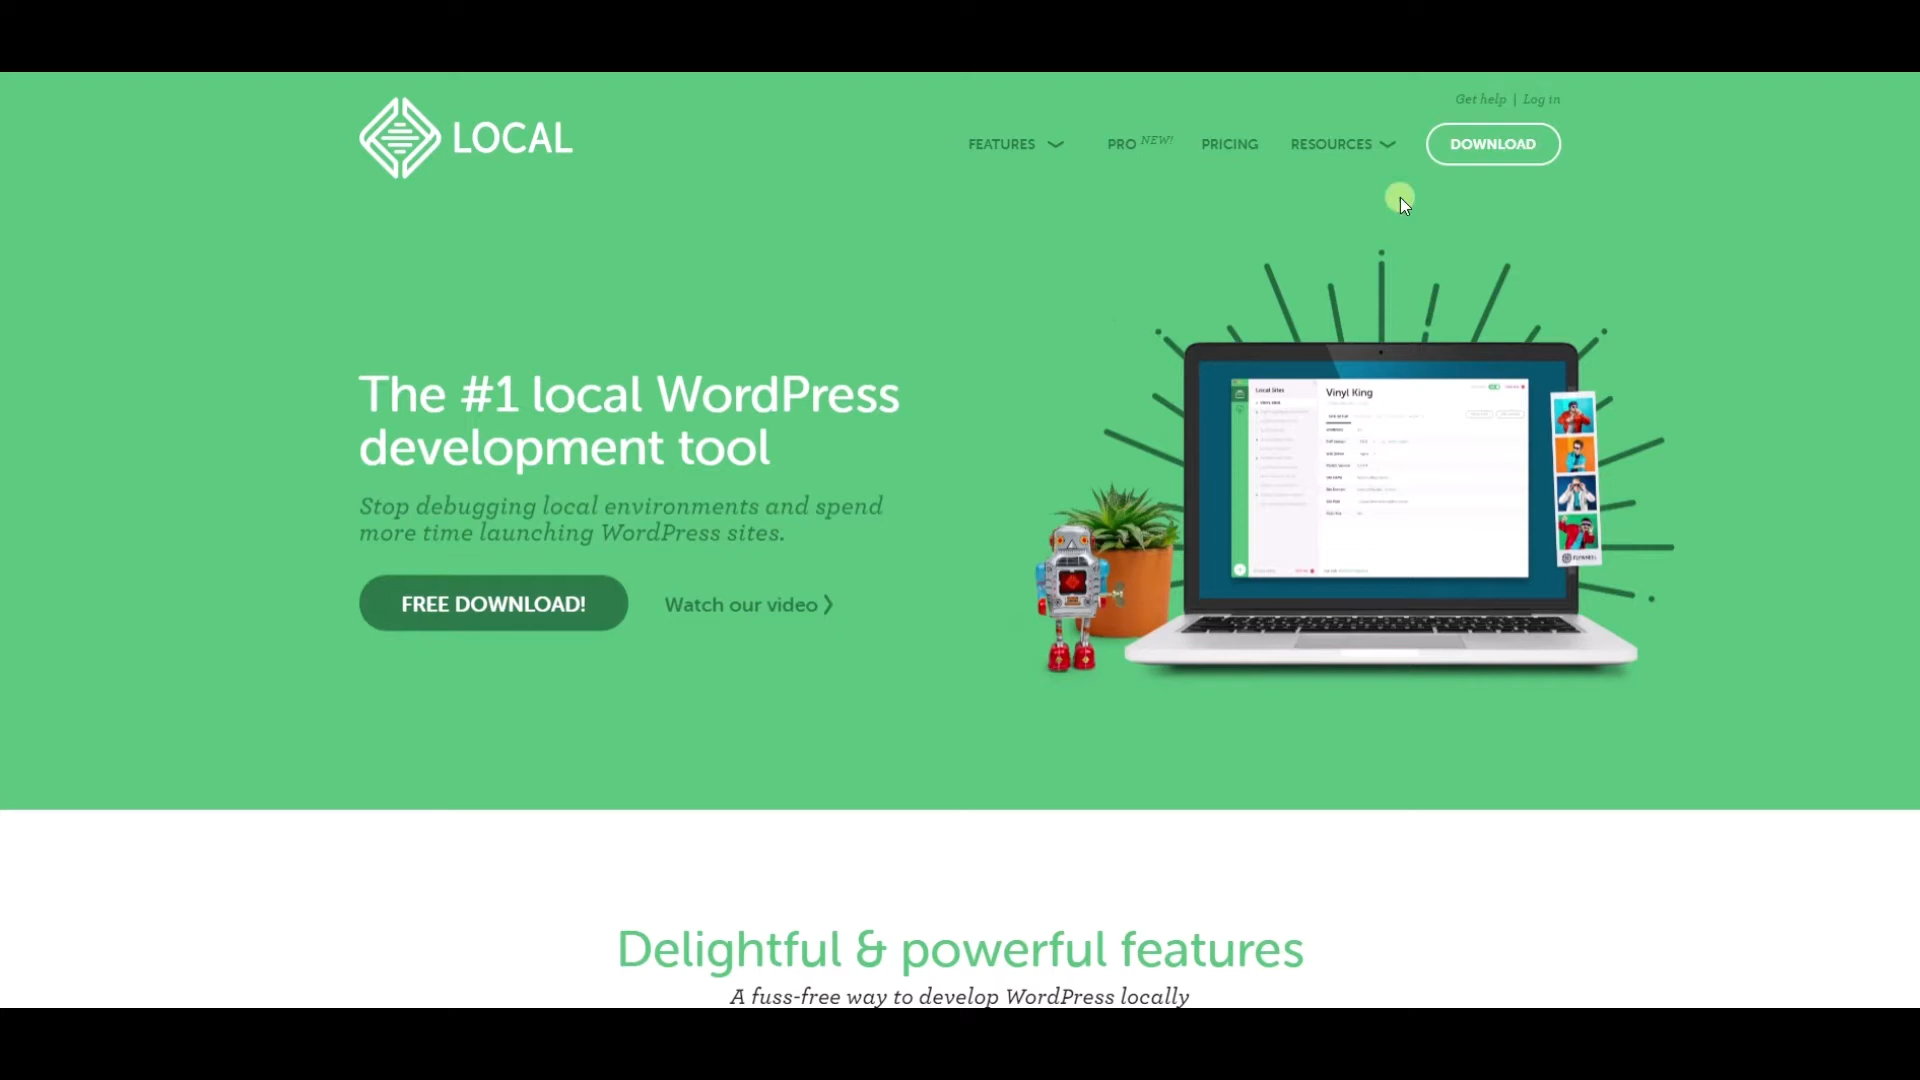 Get help | Log in
LOCAL
FEATURES
PRO NEW!
PRICING
RESOURCES
DOWNLOAD
The #1 local WordPress
development tool
Stop debugging local environments and spend
more time launching WordPress sites.
FREE DOWNLOAD!
Watch our video
Local Sites
Vinyl King
Delightful & powerful features
A fuss-free way to develop WordPress locally